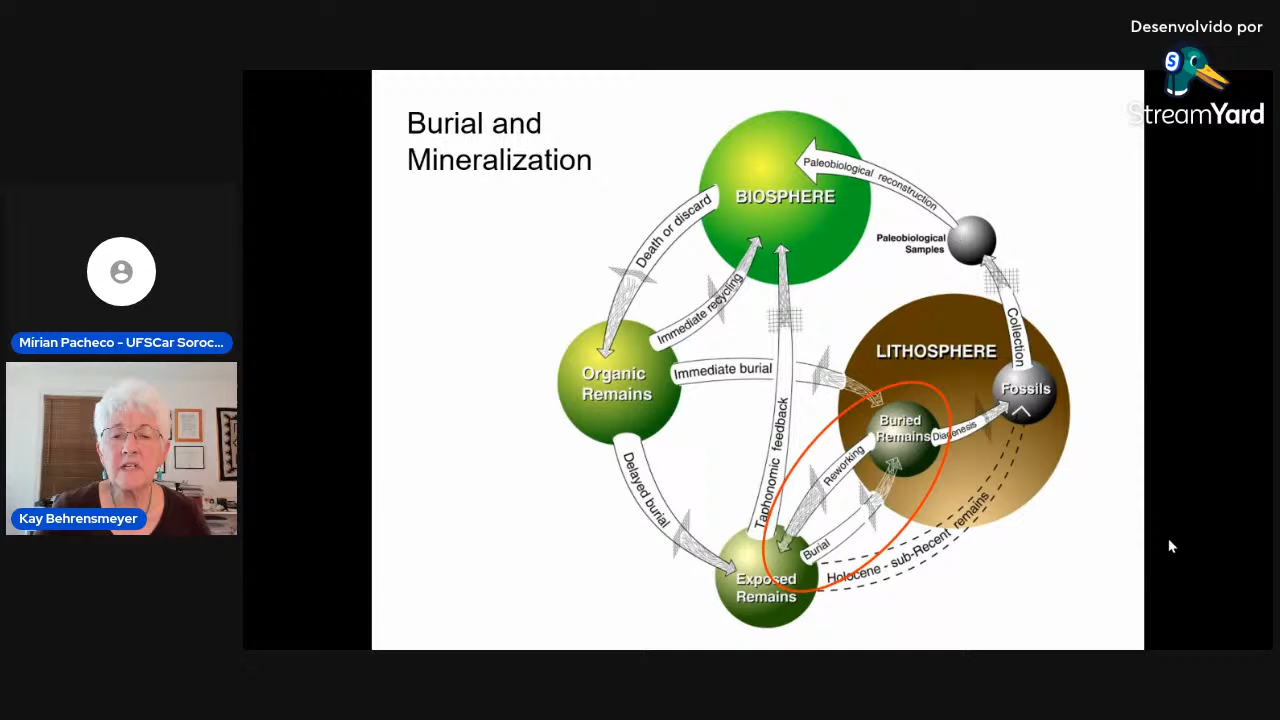 Desenvolvido por
StreamYard
Burial and
Mineralization
BIOSPHERE
Paleobiological reconstruction
Death or discard
Paleobiological
Samples
Immediate recycling
Collection
LITHOSPHERE
Organic
Remains
Immediate burial
Fossils
Buried
Remains
Diagenesis
Taphonomic feedback
Reworking
Delayed burial
Burial
Holocene - sub-Recent remains
Exposed
Remains
Mírian Pacheco - UFSCar Soroc...
Kay Behrensmeyer
S